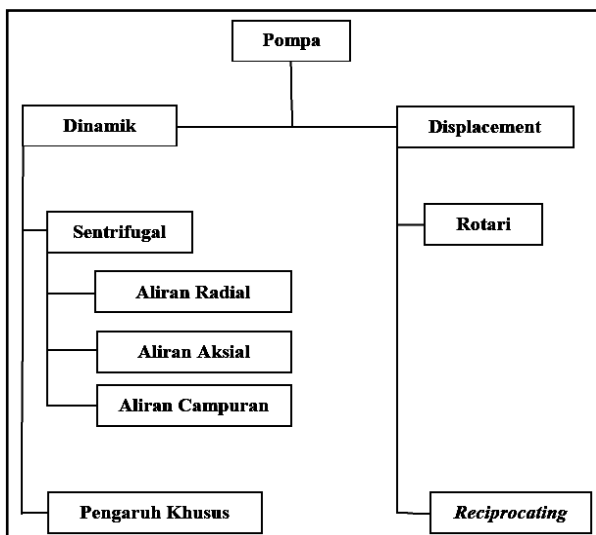 Pompa
Dinamik
Displacement
Sentrifugal
Rotari
Aliran Radial
Aliran Aksial
Aliran Campuran
Pengaruh Khusus
Reciprocating